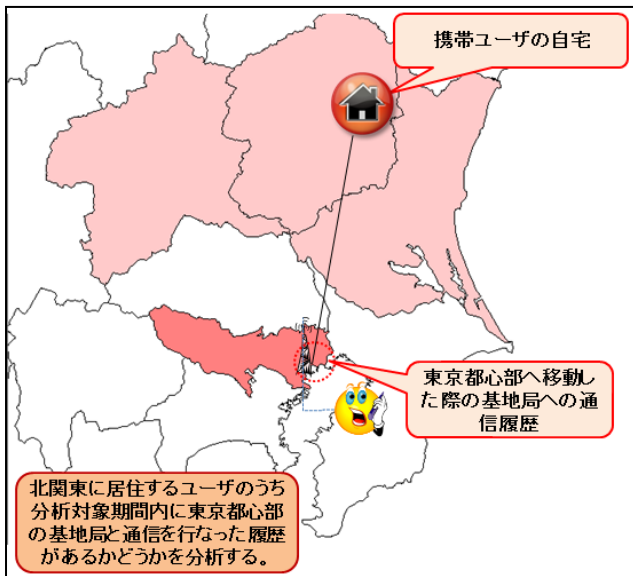 携帯ユーザの自宅
東京都心部へ移動し
た際の基地局への通
信履歴
北関東に居住するユーザのうち
分析対象期間内に東京都心部
の基地局と通信を行なった履歴
があるかどうかを分析する。